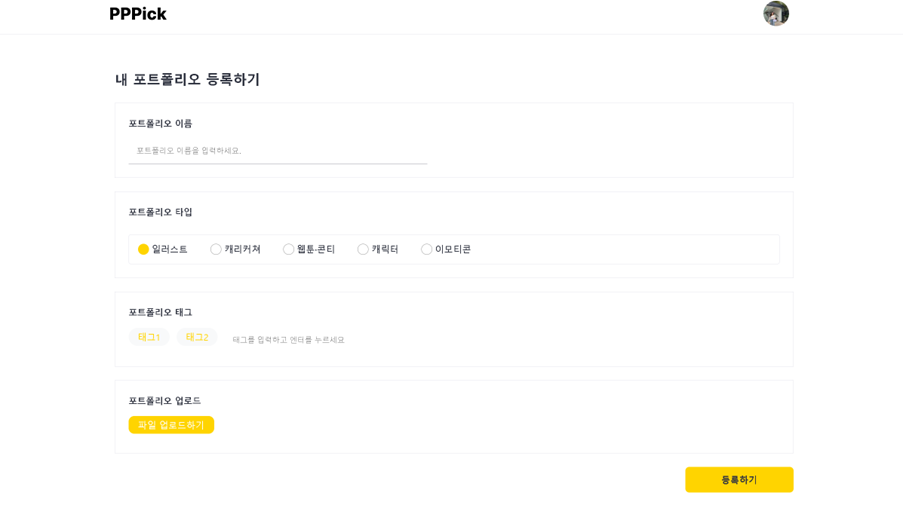 PPPick
내 포트폴리오 등록하기
포트폴리오 이름
포트폴리오 이름을 입력하세요.
포트폴리오 타입
일러스트 캐리커쳐 웹툰·콘티 캐릭터 이모티콘
포트폴리오 태그
태그1 태그2 태그를 입력하고 엔터를 누르세요
포트폴리오 업로드
파일 업로드하기
등록하기